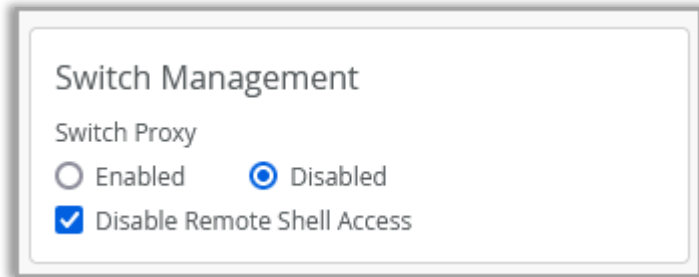 Switch Management
Switch Proxy
Enabled Disabled
Disable Remote Shell Access